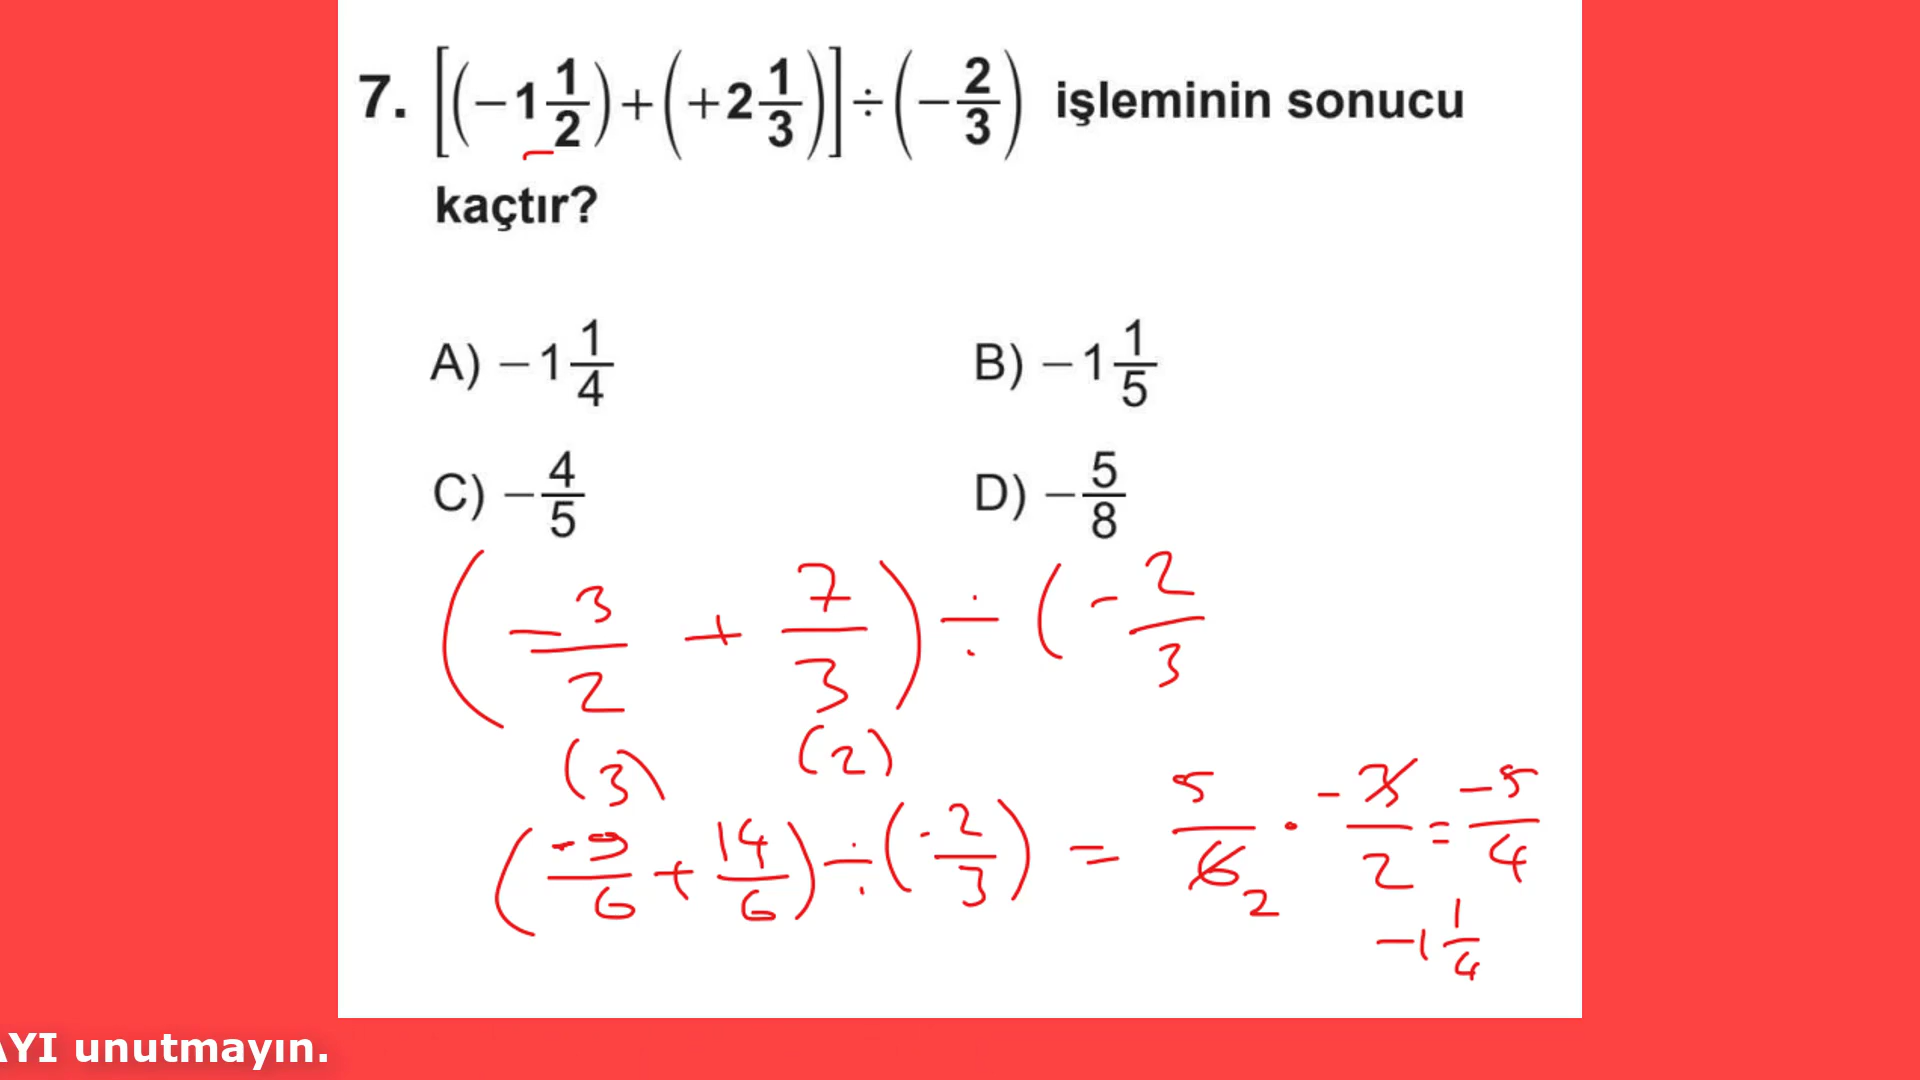 7. [(−1 1/2)+(+2 1/3)]÷(−2/3) işleminin sonucu
kaçtır?
A) −1 1/4
B) −1 1/5
C) −4/5
D) −5/8
(−3/2 + 7/3) ÷ (−2/3
(3) (2)
(−9/6 + 14/6) ÷ (−2/3) = 5/6 · −3/2 = −5/4
2
−1 1/4
AYI unutmayın.